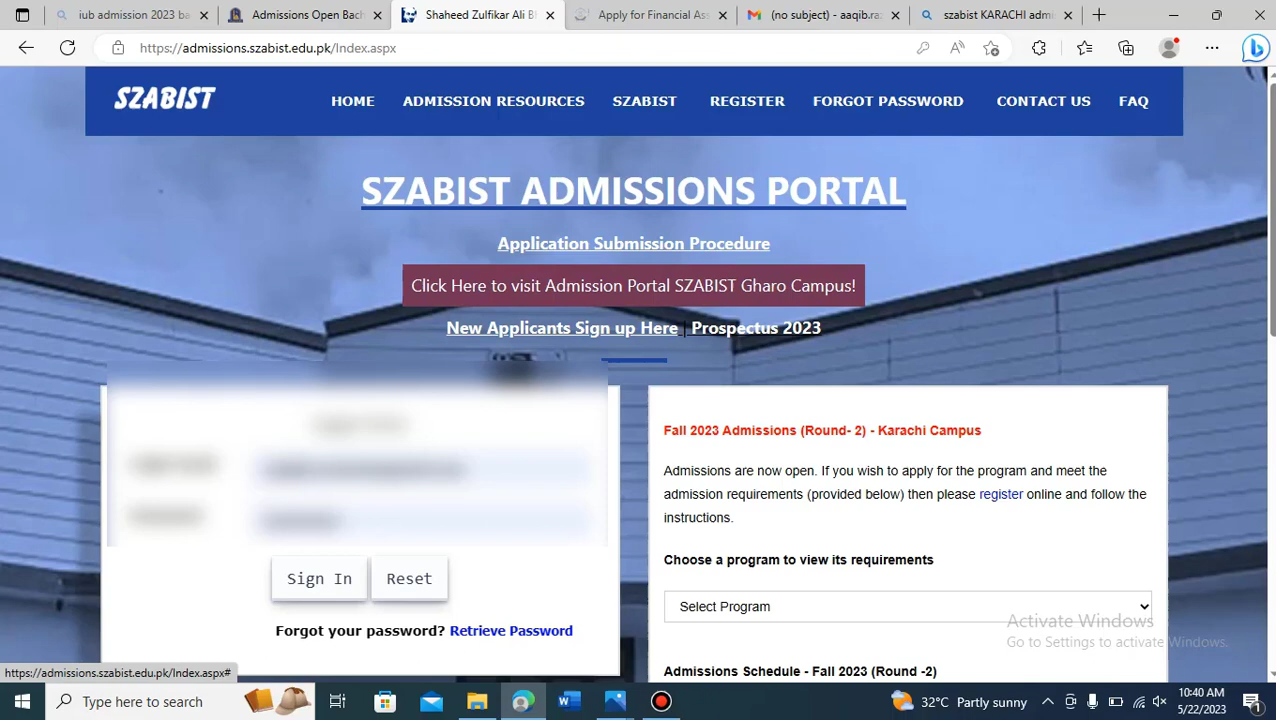 iub admission 2023 ba
Admissions Open Bach
Shaheed Zulfikar Ali Bh
Apply for Financial Ass
(no subject) - aaqib.ra
szabist KARACHI admi
https://admissions.szabist.edu.pk/Index.aspx
SZABIST
HOME
ADMISSION RESOURCES
SZABIST
REGISTER
FORGOT PASSWORD
CONTACT US
FAQ
SZABIST ADMISSIONS PORTAL
Application Submission Procedure
Click Here to visit Admission Portal SZABIST Gharo Campus!
New Applicants Sign up Here | Prospectus 2023
Sign In
Reset
Forgot your password? Retrieve Password
Fall 2023 Admissions (Round- 2) - Karachi Campus
Admissions are now open. If you wish to apply for the program and meet the
admission requirements (provided below) then please register online and follow the
instructions.
Choose a program to view its requirements
Select Program
Activate Windows
Go to Settings to activate Windows.
Admissions Schedule - Fall 2023 (Round -2)
https://admissions.szabist.edu.pk/Index.aspx#
Type here to search
32°C Partly sunny
10:40 AM
5/22/2023
1